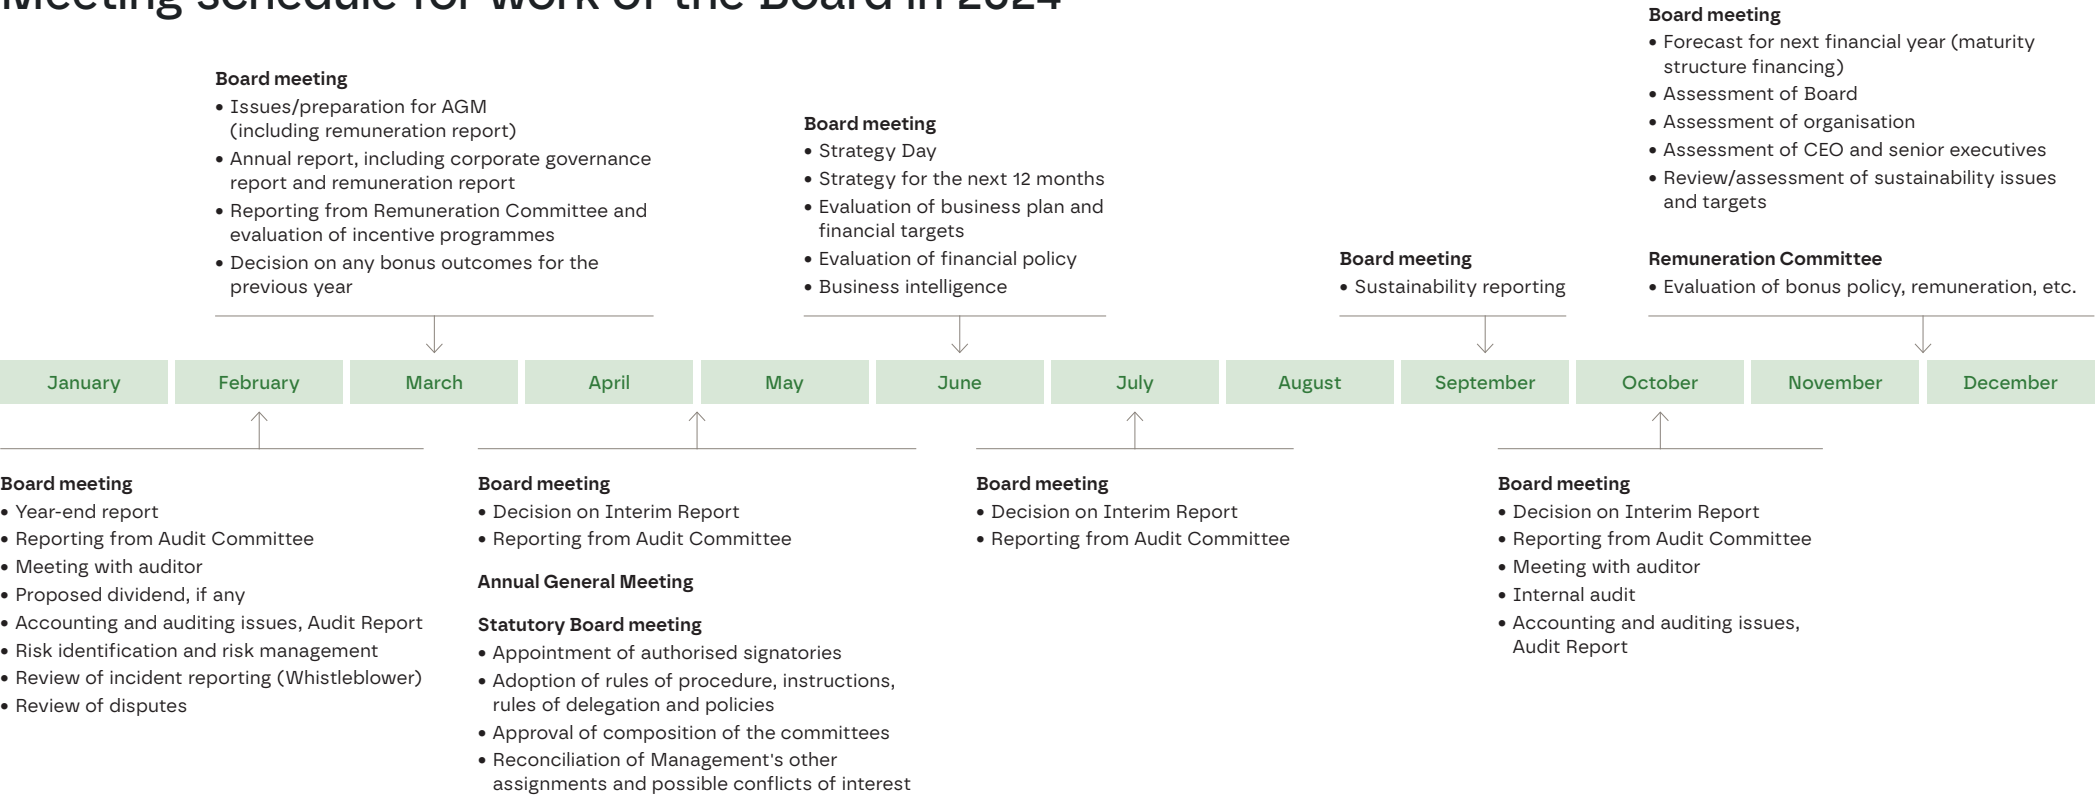 Meeting schedule for work of the Board in 2024
Board meeting
• Issues/preparation for AGM
(including remuneration report)
• Annual report, including corporate governance
report and remuneration report
• Reporting from Remuneration Committee and
evaluation of incentive programmes
• Decision on any bonus outcomes for the
previous year
Board meeting
• Strategy Day
• Strategy for the next 12 months
• Evaluation of business plan and
financial targets
• Evaluation of financial policy
• Business intelligence
Board meeting
• Sustainability reporting
Board meeting
• Forecast for next financial year (maturity
structure financing)
• Assessment of Board
• Assessment of organisation
• Assessment of CEO and senior executives
• Review/assessment of sustainability issues
and targets
Remuneration Committee
• Evaluation of bonus policy, remuneration, etc.
January
February
March
April
May
June
July
August
September
October
November
December
Board meeting
• Year-end report
• Reporting from Audit Committee
• Meeting with auditor
• Proposed dividend, if any
• Accounting and auditing issues, Audit Report
• Risk identification and risk management
• Review of incident reporting (Whistleblower)
• Review of disputes
Board meeting
• Decision on Interim Report
• Reporting from Audit Committee
Annual General Meeting
Statutory Board meeting
• Appointment of authorised signatories
• Adoption of rules of procedure, instructions,
rules of delegation and policies
• Approval of composition of the committees
• Reconciliation of Management's other
assignments and possible conflicts of interest
Board meeting
• Decision on Interim Report
• Reporting from Audit Committee
Board meeting
• Decision on Interim Report
• Reporting from Audit Committee
• Meeting with auditor
• Internal audit
• Accounting and auditing issues,
Audit Report